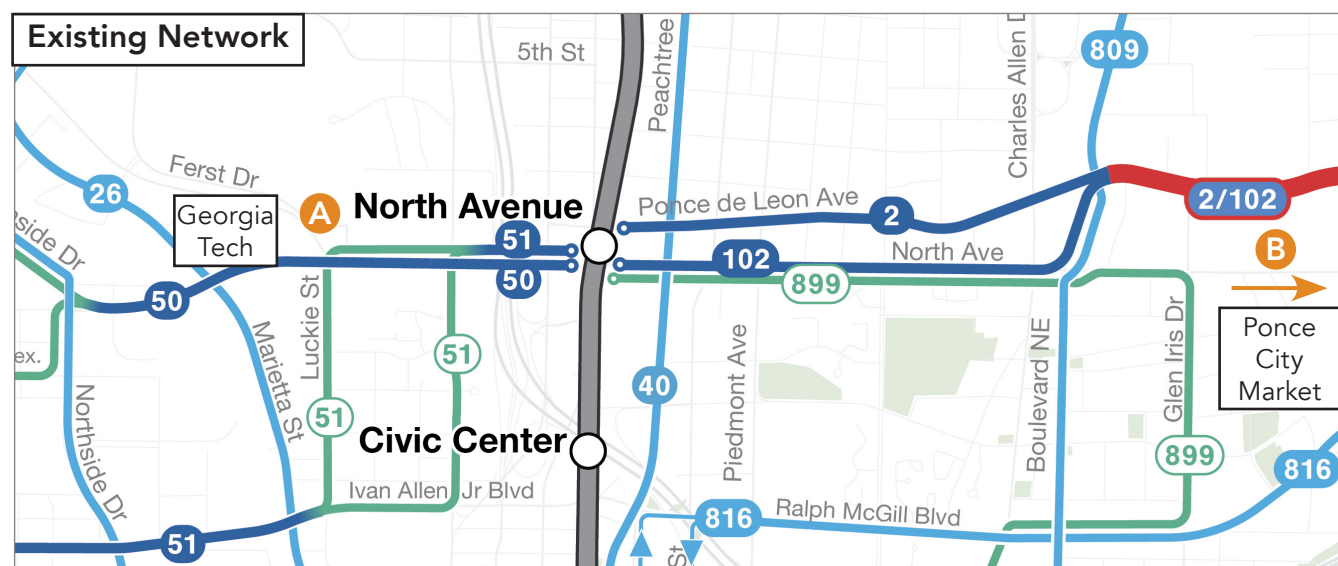 Existing Network
5th St
Peachtree
Charles Allen D
809
Ferst Dr
26
Georgia
Tech
A
North Avenue
Ponce de Leon Ave
2
2/102
side Dr
51
50
102
North Ave
899
B
50
Luckie St
51
Marietta St
40
Piedmont Ave
Boulevard NE
Glen Iris Dr
Ponce
City
Market
ex.
Northside Dr
51
Civic Center
899
816
Ivan Allen Jr Blvd
816
Ralph McGill Blvd
51
St